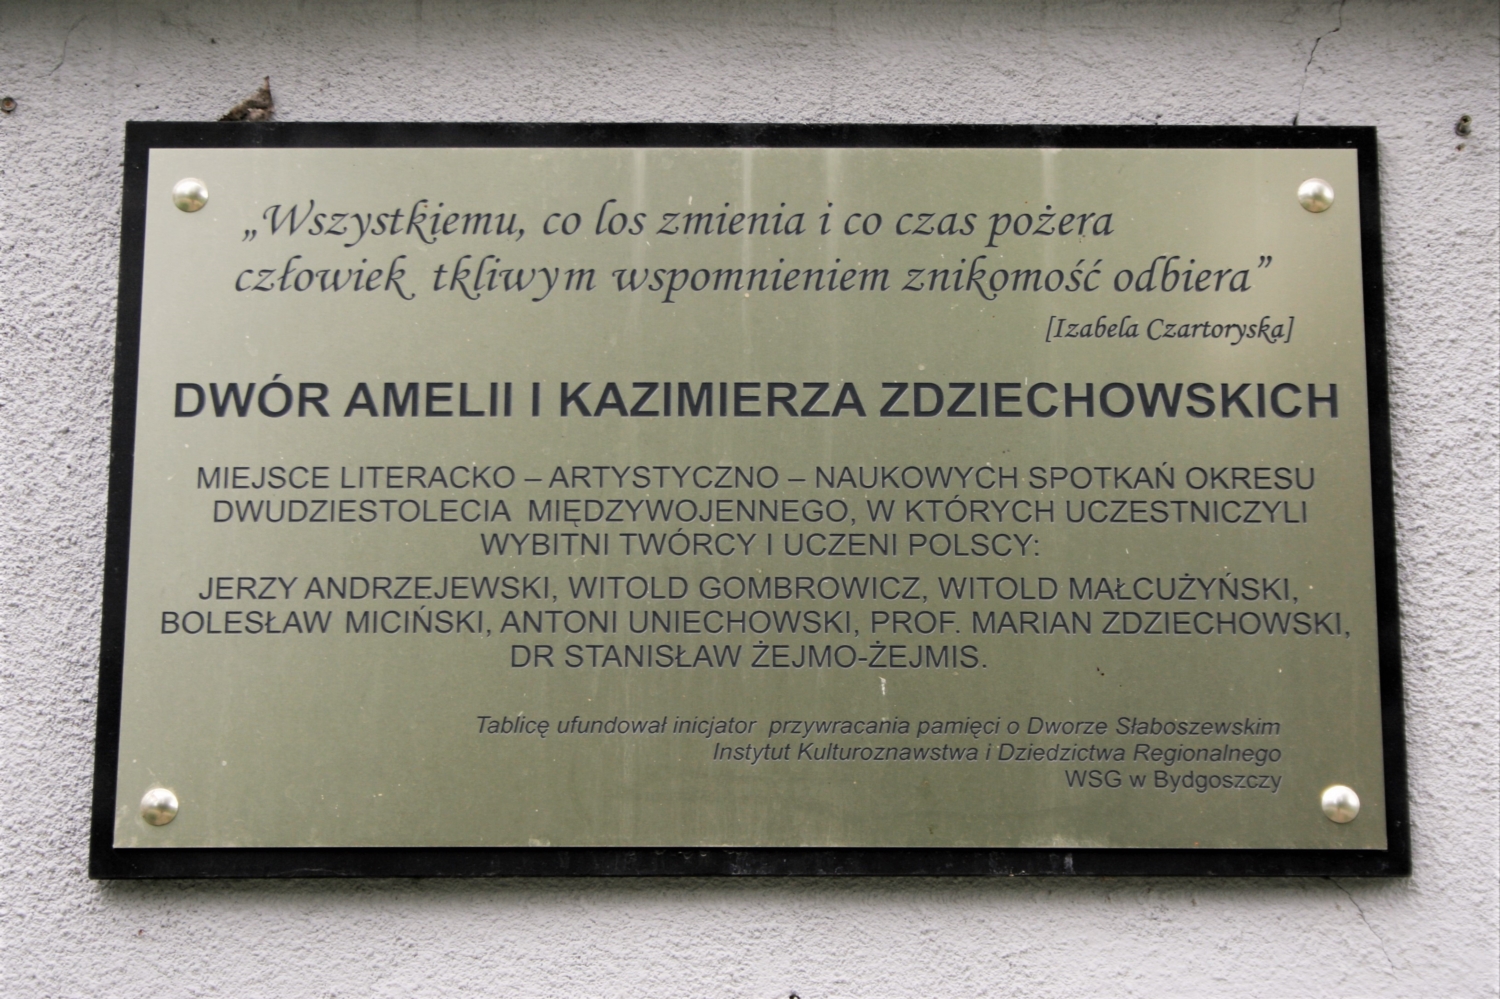 „Wszystkiemu, co los zmienia i co czas pożera
człowiek tkliwym wspomnieniem znikomość odbiera”
[Izabela Czartoryska]
DWÓR AMELII I KAZIMIERZA ZDZIECHOWSKICH
MIEJSCE LITERACKO – ARTYSTYCZNO – NAUKOWYCH SPOTKAŃ OKRESU
DWUDZIESTOLECIA MIĘDZYWOJENNEGO, W KTÓRYCH UCZESTNICZYLI
WYBITNI TWÓRCY I UCZENI POLSCY:
JERZY ANDRZEJEWSKI, WITOLD GOMBROWICZ, WITOLD MAŁCUŻYŃSKI,
BOLESŁAW MICIŃSKI, ANTONI UNIECHOWSKI, PROF. MARIAN ZDZIECHOWSKI,
DR STANISŁAW ŻEJMO-ŻEJMIS.
Tablicę ufundował inicjator przywracania pamięci o Dworze Słaboszewskim
Instytut Kulturoznawstwa i Dziedzictwa Regionalnego
WSG w Bydgoszczy